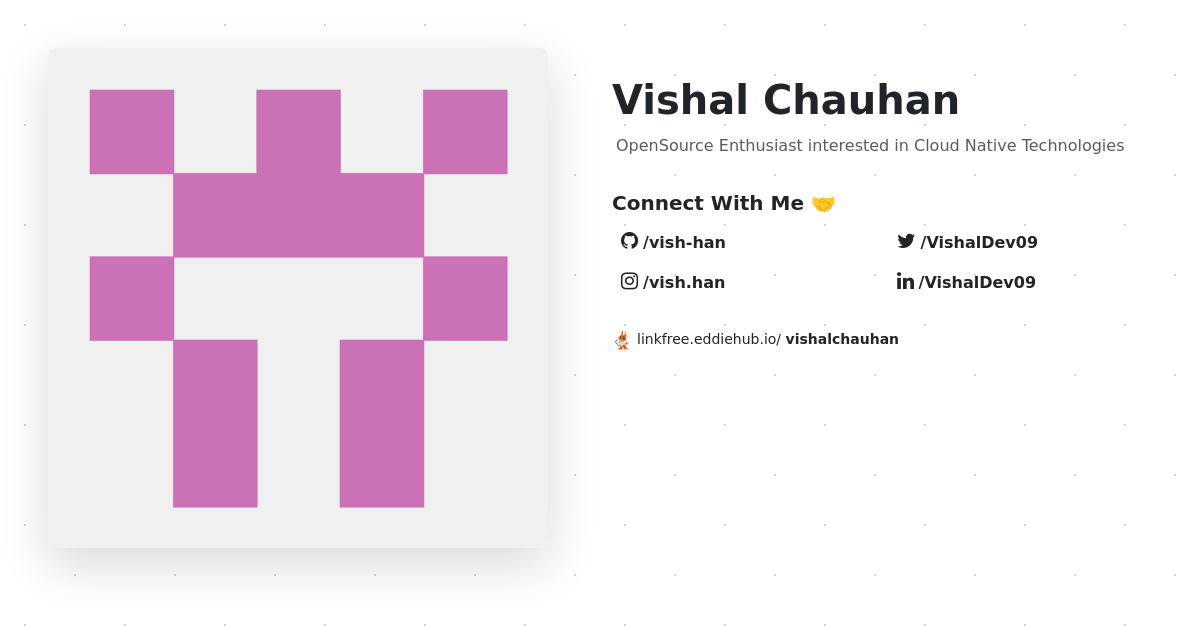 Vishal Chauhan
OpenSource Enthusiast interested in Cloud Native Technologies
Connect With Me 🤝
/vish-han
/VishalDev09
/vish.han
/VishalDev09
linkfree.eddiehub.io/ vishalchauhan